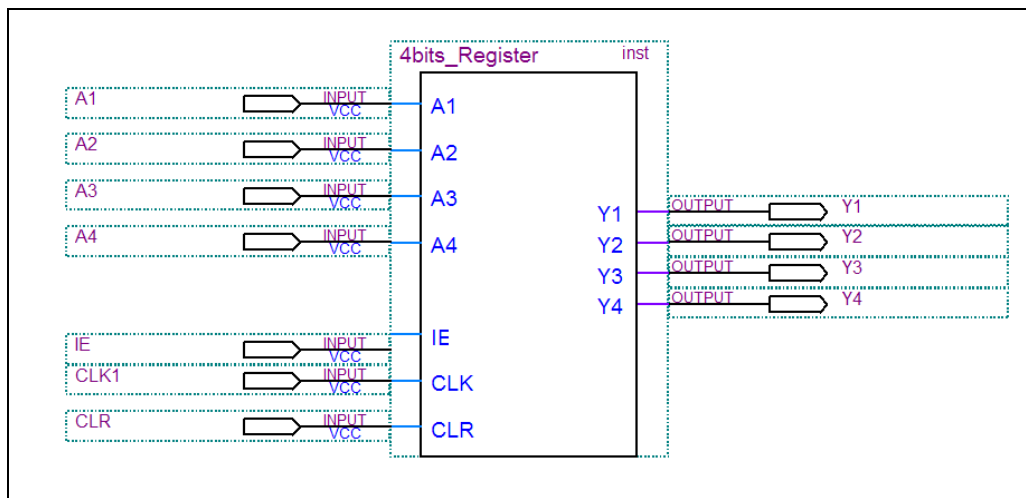 4bits_Register inst
A1 INPUT A1
VCC
A2 INPUT A2
VCC
A3 INPUT A3
VCC
A4 INPUT A4
VCC
Y1 OUTPUT Y1
Y2 OUTPUT Y2
Y3 OUTPUT Y3
Y4 OUTPUT Y4
IE INPUT IE
VCC
CLK1 INPUT CLK
VCC
CLR INPUT CLR
VCC